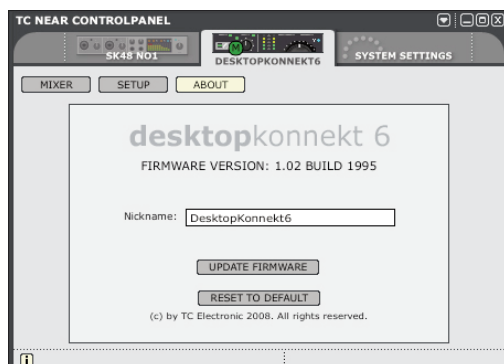 TC NEAR CONTROLPANEL
SK48 NO1
DESKTOPKONNEKT6
SYSTEM SETTINGS
MIXER SETUP ABOUT
desktopkonnekt 6
FIRMWARE VERSION: 1.02 BUILD 1995
Nickname: DesktopKonnekt6
UPDATE FIRMWARE
RESET TO DEFAULT
(c) by TC Electronic 2008. All rights reserved.